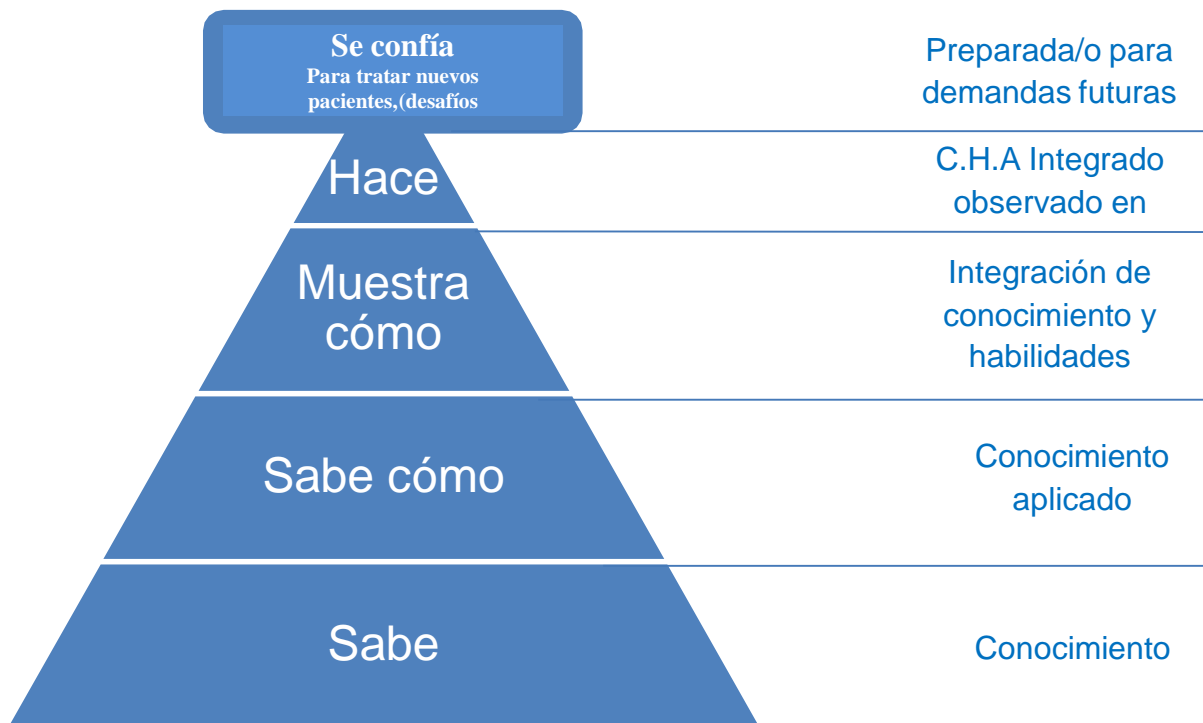 Se confía
Para tratar nuevos
pacientes,(desafíos
Preparada/o para
demandas futuras
Hace
C.H.A Integrado
observado en
Muestra
cómo
Integración de
conocimiento y
habilidades
Sabe cómo
Conocimiento
aplicado
Sabe
Conocimiento